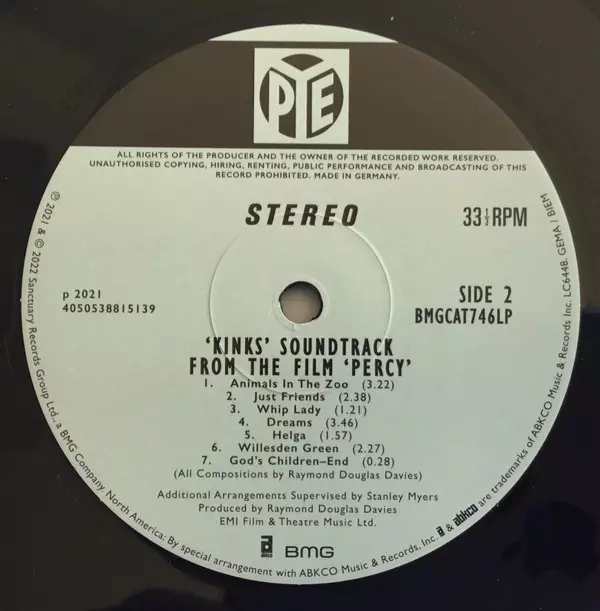 PYE
ALL RIGHTS OF THE PRODUCER AND THE OWNER OF THE RECORDED WORK RESERVED.
UNAUTHORISED COPYING, HIRING, RENTING, PUBLIC PERFORMANCE AND BROADCASTING OF THIS
RECORD PROHIBITED. MADE IN GERMANY.
STEREO
33⅓ RPM
p 2021
4050538815139
SIDE 2
BMGCAT746LP
'KINKS' SOUNDTRACK
FROM THE FILM 'PERCY'
1. Animals In The Zoo (3.22)
2. Just Friends (2.38)
3. Whip Lady (1.21)
4. Dreams (3.46)
5. Helga (1.57)
6. Willesden Green (2.27)
7. God's Children–End (0.28)
(All Compositions by Raymond Douglas Davies)
Additional Arrangements Supervised by Stanley Myers
Produced by Raymond Douglas Davies
EMI Film & Theatre Music Ltd.
a abkco BMG
℗ 2021 & © 2022 Sanctuary Records Group Ltd., a BMG Company. North America: By special arrangement with ABKCO Music & Records, Inc. a & abkco are trademarks of ABKCO Music & Records Inc. LC6448. GEMA / BIEM